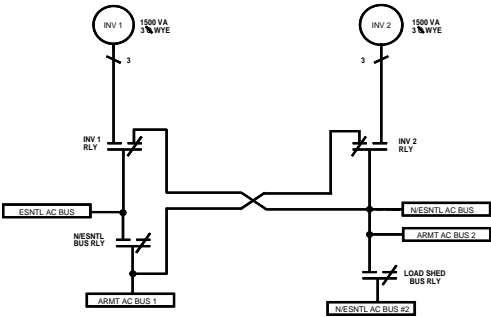 INV 1
1500 VA
3 WYE
INV 2
1500 VA
3 WYE
3
3
INV 1
RLY
INV 2
RLY
ESNTL AC BUS
N/ESNTL AC BUS
N/ESNTL
BUS RLY
ARMT AC BUS 2
LOAD SHED
BUS RLY
ARMT AC BUS 1
N/ESNTL AC BUS #2